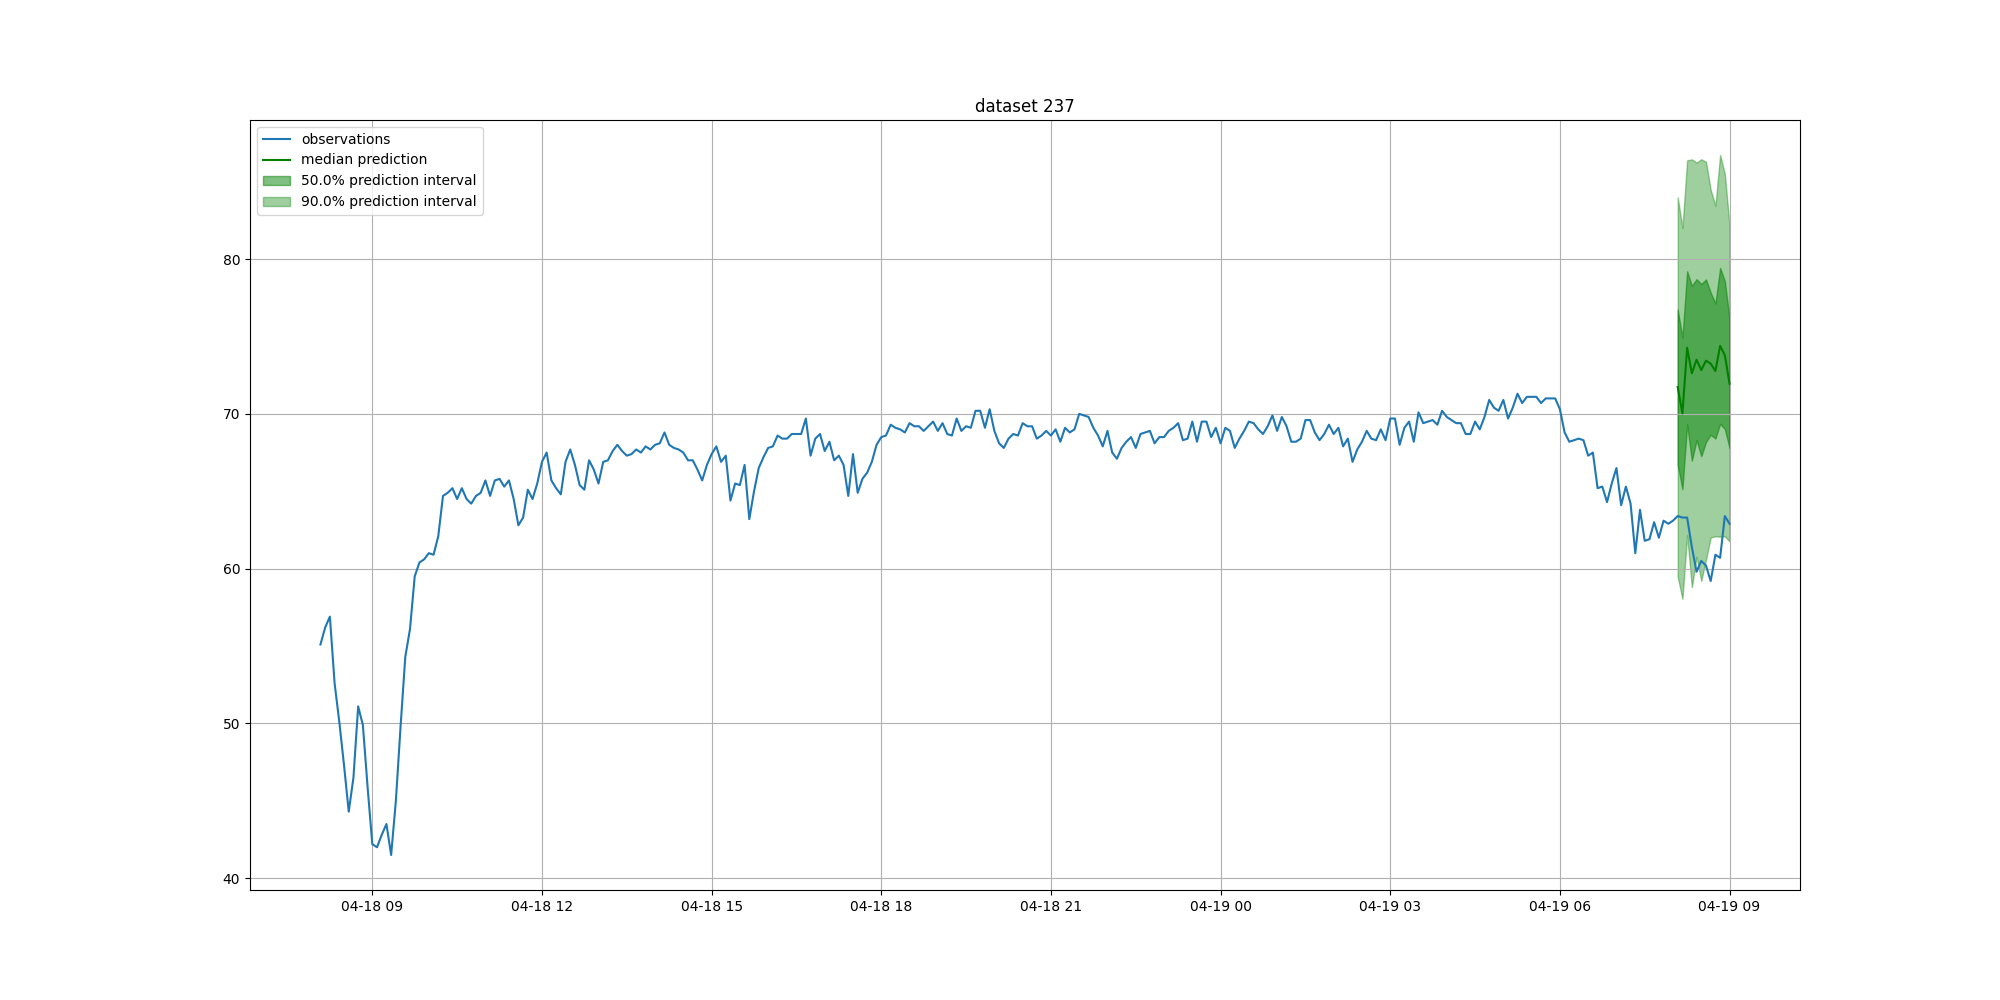 dataset 237
observations
median prediction
50.0% prediction interval
90.0% prediction interval
80
70
60
50
40
04-18 09
04-18 12
04-18 15
04-18 18
04-18 21
04-19 00
04-19 03
04-19 06
04-19 09